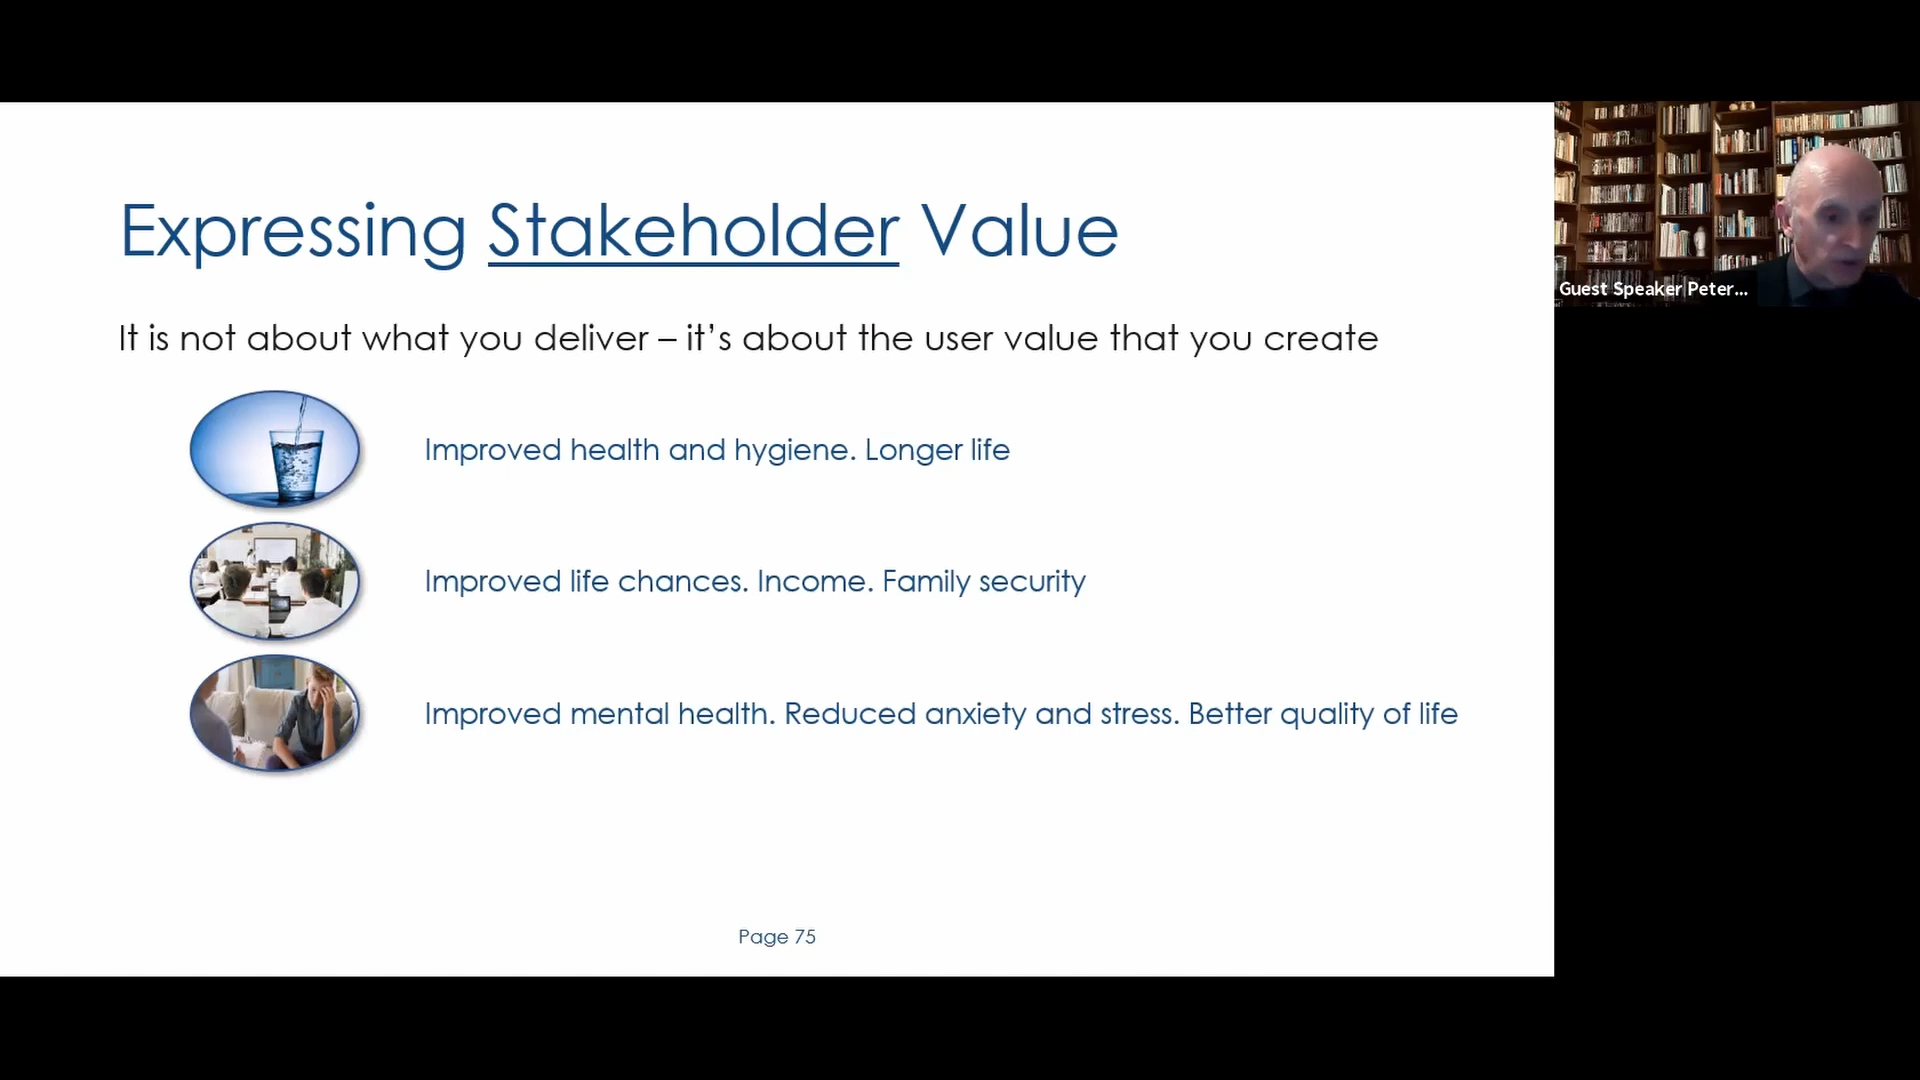 Expressing Stakeholder Value
It is not about what you deliver – it's about the user value that you create
Improved health and hygiene. Longer life
Improved life chances. Income. Family security
Improved mental health. Reduced anxiety and stress. Better quality of life
Page 75
Guest Speaker Peter...